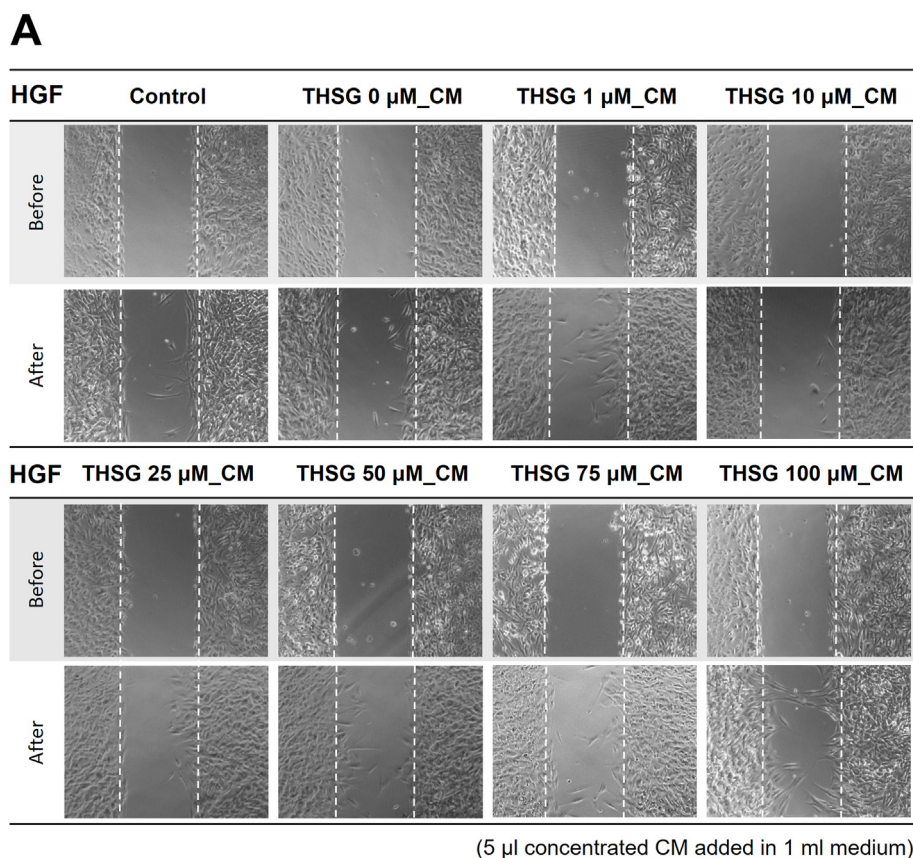 A
HGF Control THSG 0 µM_CM THSG 1 µM_CM THSG 10 µM_CM
Before
After
HGF THSG 25 µM_CM THSG 50 µM_CM THSG 75 µM_CM THSG 100 µM_CM
Before
After
(5 µl concentrated CM added in 1 ml medium)